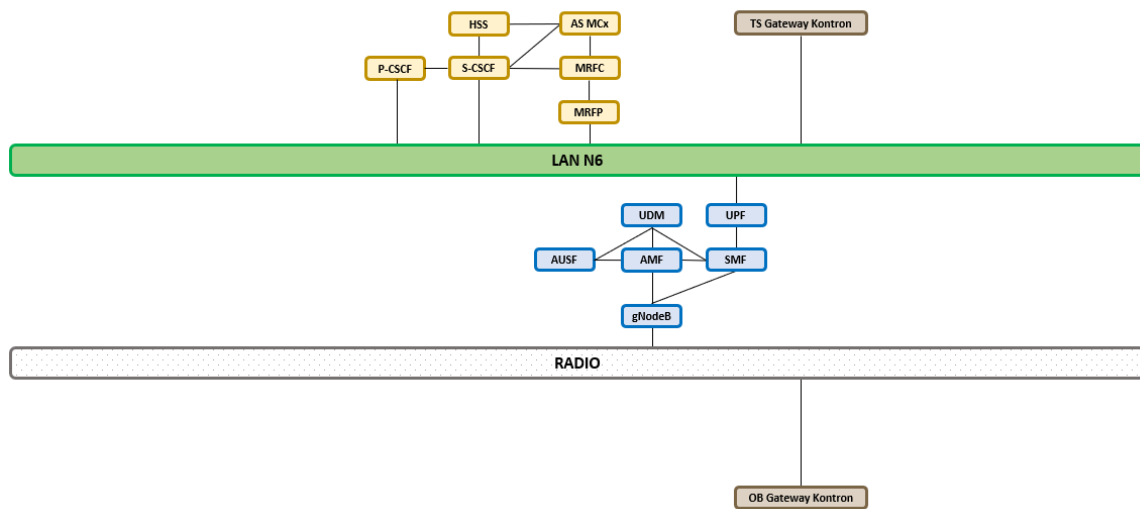 HSS
AS MCx
TS Gateway Kontron
P-CSCF
S-CSCF
MRFC
MRFP
LAN N6
UDM
UPF
AUSF
AMF
SMF
gNodeB
RADIO
OB Gateway Kontron